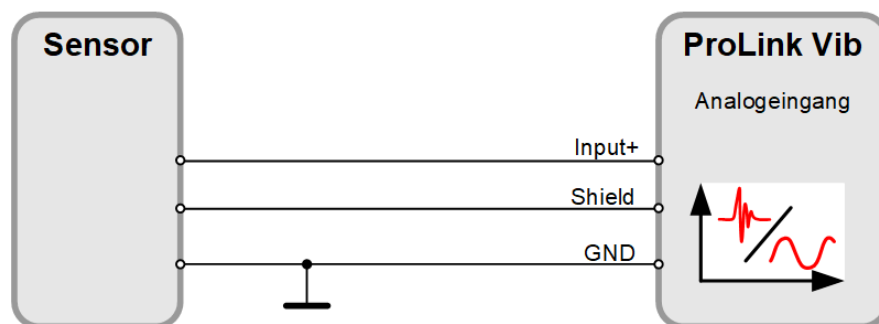 Sensor
ProLink Vib
Analogeingang
Input+
Shield
GND